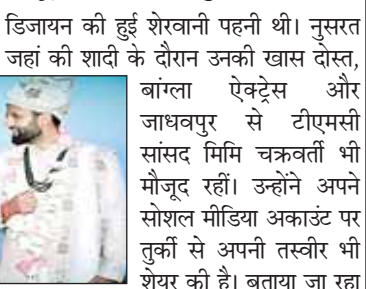 डिजायन की हुई शेरवानी पहनी थी। नुसरत
जहां की शादी के दौरान उनकी खास दोस्त,
बांग्ला ऐक्ट्रेस और
जाधवपुर से टीएमसी
सांसद मिमि चक्रवर्ती भी
मौजूद रहीं। उन्होंने अपने
सोशल मीडिया अकाउंट पर
तुर्की से अपनी तस्वीर भी
शेयर की है। बताया जा रहा